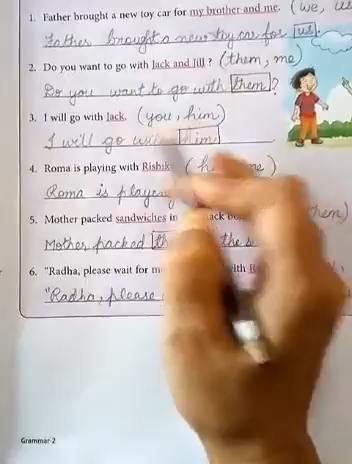 1. Father brought a new toy car for my brother and me. (we, us
Father brought a new toy car for us.
2. Do you want to go with Jack and Jill? (them, me)
Do you want to go with them?
3. I will go with Jack. (you, him)
I will go him.
4. Roma is playing with me)
Roma is
5. Mother packed sandwiches in hem)
Mother packed the
6. "Radha, please wait for
"Radha, please
Grammar-2